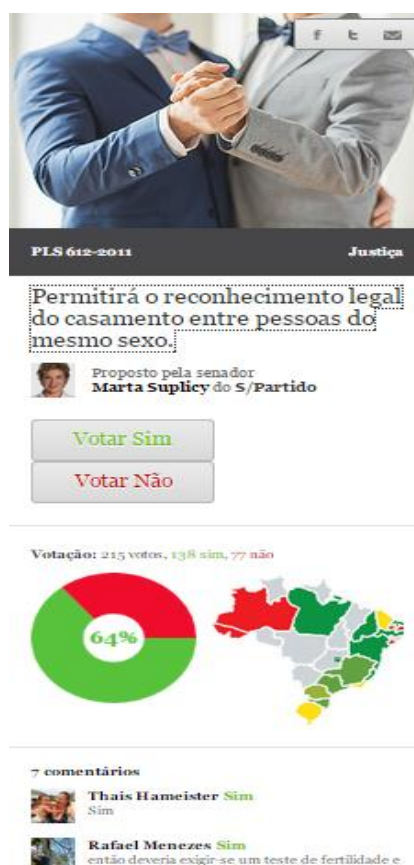 PLS 612-2011 Justiça
Permitirá o reconhecimento legal
do casamento entre pessoas do
mesmo sexo.
Proposto pela senador
Marta Suplicy do S/Partido
Votar Sim
Votar Não
Votação: 215 votos, 138 sim, 77 não
64%
7 comentários
Thais Hameister Sim
Sim
Rafael Menezes Sim
então deveria exigir-se um teste de fertilidade e